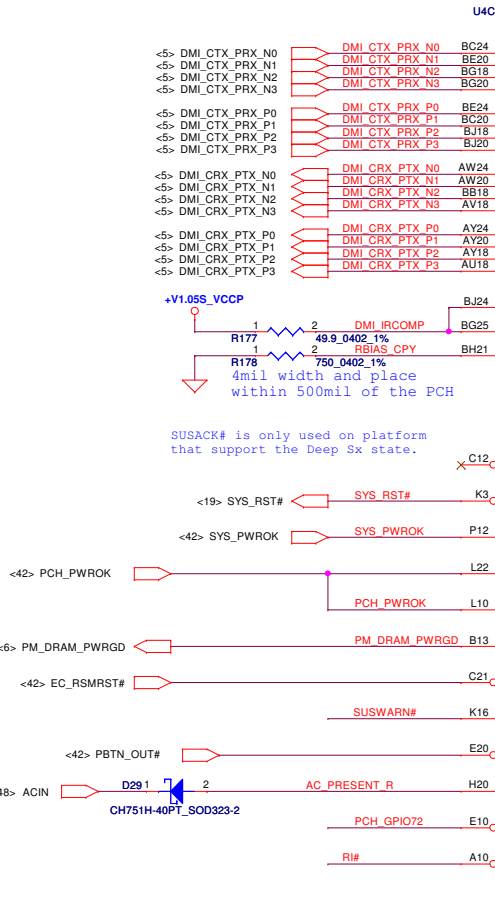 U4C
<5> DMI_CTX_PRX_N0 DMI_CTX_PRX_N0 BC24
<5> DMI_CTX_PRX_N1 DMI_CTX_PRX_N1 BE20
<5> DMI_CTX_PRX_N2 DMI_CTX_PRX_N2 BG18
<5> DMI_CTX_PRX_N3 DMI_CTX_PRX_N3 BG20
<5> DMI_CTX_PRX_P0 DMI_CTX_PRX_P0 BE24
<5> DMI_CTX_PRX_P1 DMI_CTX_PRX_P1 BC20
<5> DMI_CTX_PRX_P2 DMI_CTX_PRX_P2 BJ18
<5> DMI_CTX_PRX_P3 DMI_CTX_PRX_P3 BJ20
<5> DMI_CRX_PTX_N0 DMI_CRX_PTX_N0 AW24
<5> DMI_CRX_PTX_N1 DMI_CRX_PTX_N1 AW20
<5> DMI_CRX_PTX_N2 DMI_CRX_PTX_N2 BB18
<5> DMI_CRX_PTX_N3 DMI_CRX_PTX_N3 AV18
<5> DMI_CRX_PTX_P0 DMI_CRX_PTX_P0 AY24
<5> DMI_CRX_PTX_P1 DMI_CRX_PTX_P1 AY20
<5> DMI_CRX_PTX_P2 DMI_CRX_PTX_P2 AY18
<5> DMI_CRX_PTX_P3 DMI_CRX_PTX_P3 AU18
+V1.05S_VCCP BJ24
1 2 DMI_IRCOMP BG25
R177 49.9_0402_1%
1 2 RBIAS_CPY BH21
R178 750_0402_1%
4mil width and place
within 500mil of the PCH
SUSACK# is only used on platform
that support the Deep Sx state.
C12
<19> SYS_RST# SYS_RST# K3
<42> SYS_PWROK SYS_PWROK P12
<42> PCH_PWROK L22
PCH_PWROK L10
<6> PM_DRAM_PWRGD PM_DRAM_PWRGD B13
<42> EC_RSMRST# C21
SUSWARN# K16
<42> PBTN_OUT# E20
48> ACIN D29 1 2 AC_PRESENT_R H20
CH751H-40PT_SOD323-2
PCH_GPIO72 E10
RI# A10